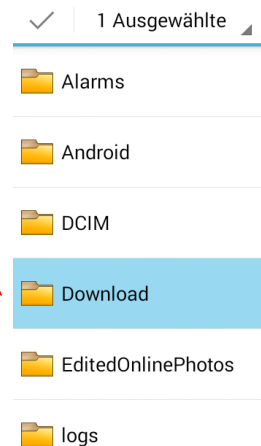 1 Ausgewählte
Alarms
Android
DCIM
Download
EditedOnlinePhotos
logs